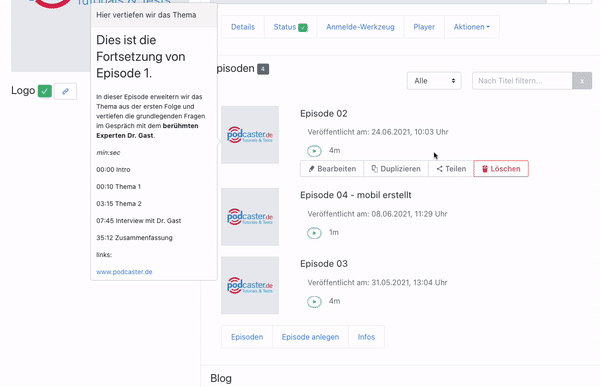 Tutorials & Tests
Logo
Hier vertiefen wir das Thema
Dies ist die
Fortsetzung von
Episode 1.
In dieser Episode erweitern wir das
Thema aus der ersten Folge und
vertiefen die grundlegenden Fragen
im Gespräch mit dem berühmten
Experten Dr. Gast.
min:sec
00:00 Intro
00:10 Thema 1
03:15 Thema 2
07:45 Interview mit Dr. Gast
35:12 Zusammenfassung
links:
www.podcaster.de
Details
Status
Anmelde-Werkzeug
Player
Aktionen
pisoden 4
Alle
Nach Titel filtern...
x
podcaster.de
Tutorials & Tests
Episode 02
Veröffentlicht am: 24.06.2021, 10:03 Uhr
4m
Bearbeiten
Duplizieren
Teilen
Löschen
podcaster.de
Tutorials & Tests
Episode 04 - mobil erstellt
Veröffentlicht am: 08.06.2021, 11:29 Uhr
1m
podcaster.de
Tutorials & Tests
Episode 03
Veröffentlicht am: 31.05.2021, 13:04 Uhr
4m
Episoden
Episode anlegen
Infos
Blog